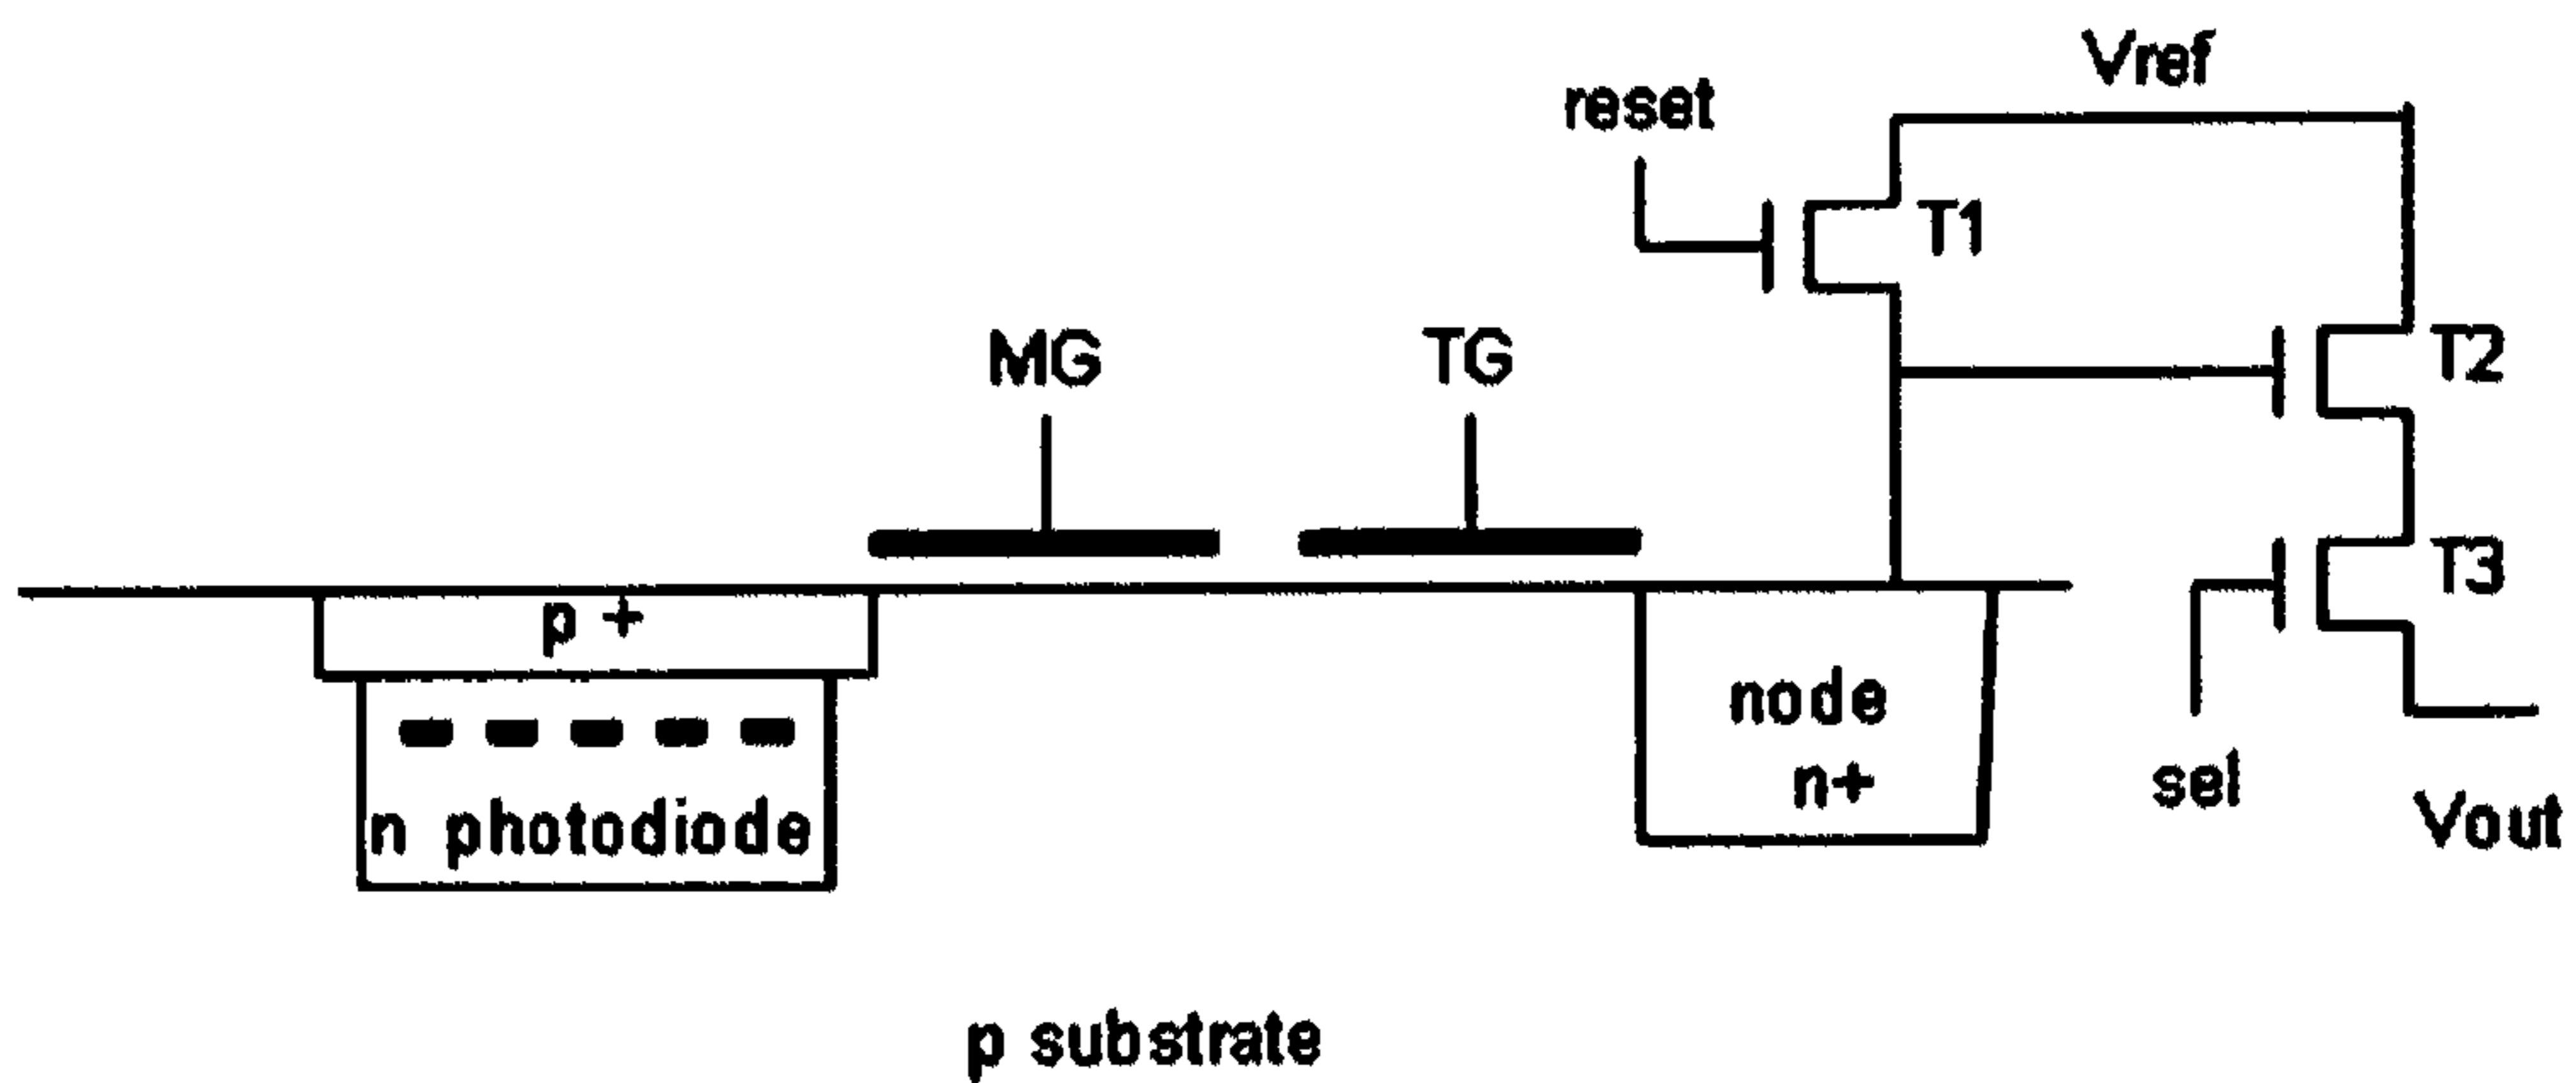 Vref
reset
T1
MG
TG
T2
T3
p +
node
n+
sel
n photodiode
Vout
p substrate